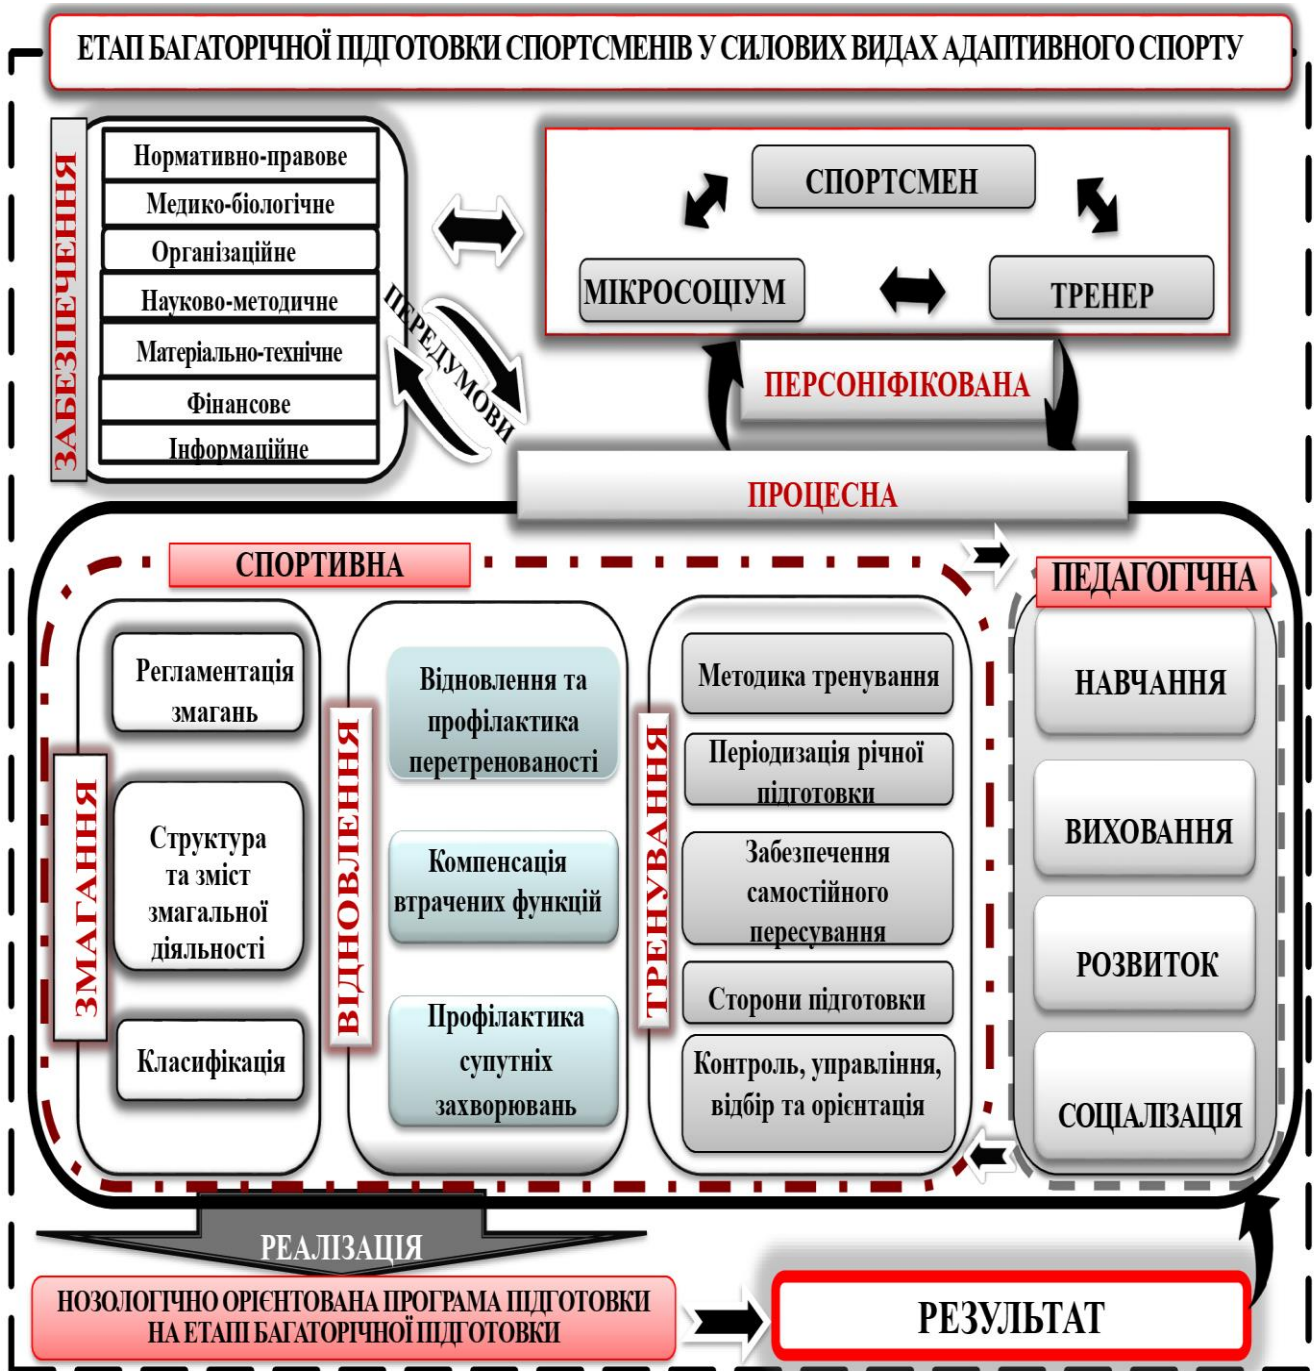 ЕТАП БАГАТОРІЧНОЇ ПІДГОТОВКИ СПОРТСМЕНІВ У СИЛОВИХ ВИДАХ АДАПТИВНОГО СПОРТУ
ЗАБЕЗПЕЧЕННЯ
Нормативно-правове
Медико-біологічне
Організаційне
Науково-методичне
Матеріально-технічне
Фінансове
Інформаційне
ПЕРЕДУМОВИ
СПОРТСМЕН
МІКРОСОЦІУМ
ТРЕНЕР
ПЕРСОНІФІКОВАНА
ПРОЦЕСНА
СПОРТИВНА
ЗМАГАННЯ
Регламентація
змагань
Структура
та зміст
змагальної
діяльності
Класифікація
ВІДНОВЛЕННЯ
Відновлення та
профілактика
перетренованості
Компенсація
втрачених функцій
Профілактика
супутніх
захворювань
ТРЕНУВАННЯ
Методика тренування
Періодизація річної
підготовки
Забезпечення
самостійного
пересування
Сторони підготовки
Контроль, управління,
відбір та орієнтація
ПЕДАГОГІЧНА
НАВЧАННЯ
ВИХОВАННЯ
РОЗВИТОК
СОЦІАЛІЗАЦІЯ
РЕАЛІЗАЦІЯ
НОЗОЛОГІЧНО ОРІЄНТОВАНА ПРОГРАМА ПІДГОТОВКИ
НА ЕТАПІ БАГАТОРІЧНОЇ ПІДГОТОВКИ
РЕЗУЛЬТАТ